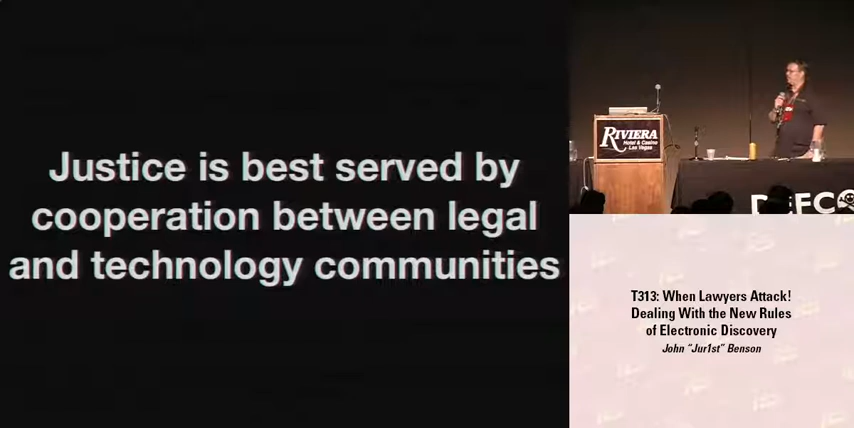 Justice is best served by
cooperation between legal
and technology communities
RIVIERA
Hotel & Casino
Las Vegas
DEFC
T313: When Lawyers Attack!
Dealing With the New Rules
of Electronic Discovery
John "Jur1st" Benson